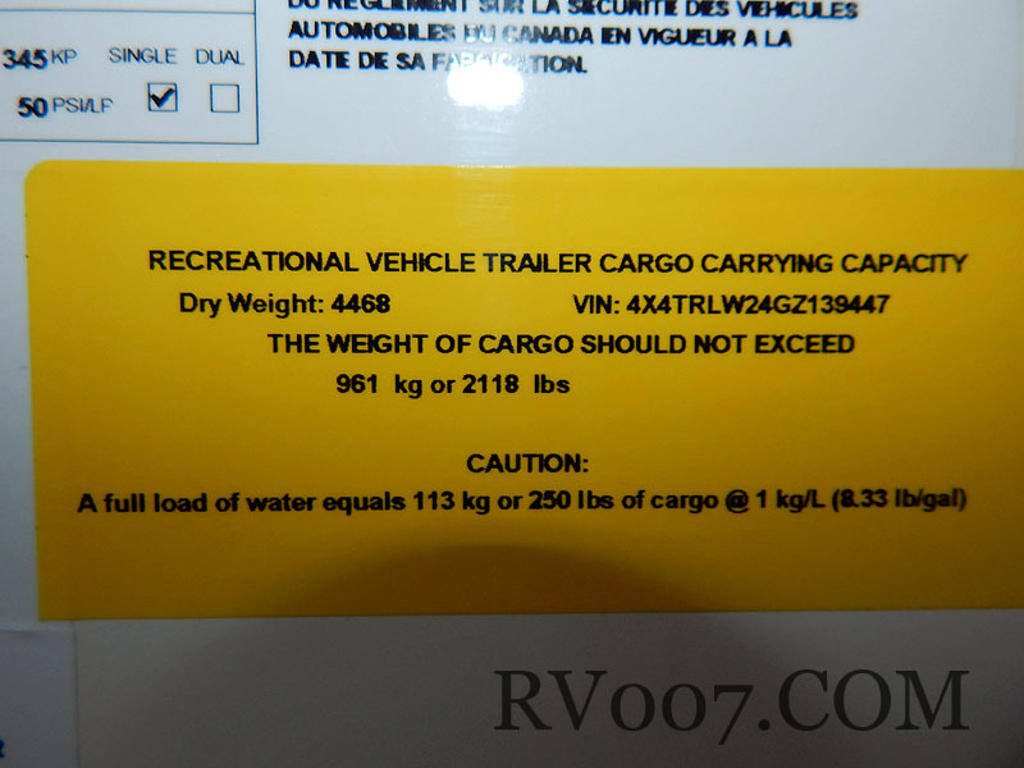 DU REGLEMENT SUR LA SECURITE DES VEHICULES
AUTOMOBILES DU CANADA EN VIGUEUR A LA
DATE DE SA
345 KP SINGLE DUAL
50 PSI/LF
RECREATIONAL VEHICLE TRAILER CARGO CARRYING CAPACITY
Dry Weight: 4468 VIN: 4X4TRLW24GZ139447
THE WEIGHT OF CARGO SHOULD NOT EXCEED
961 kg or 2118 lbs
CAUTION:
A full load of water equals 113 kg or 250 lbs of cargo @ 1 kg/L (8.33 lb/gal)
RV007.COM